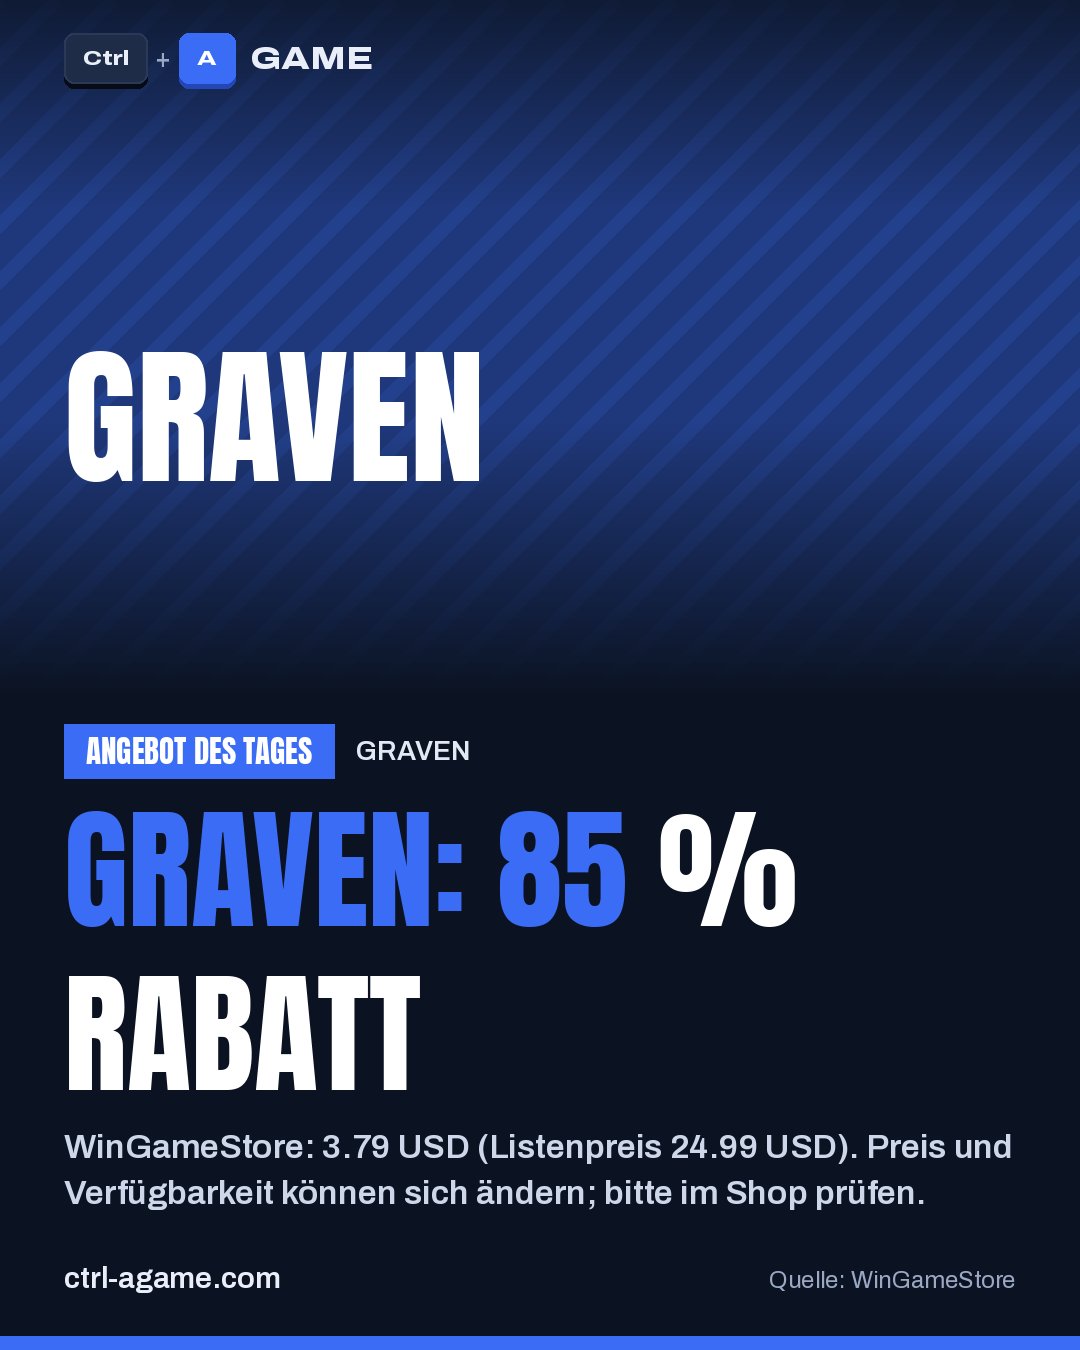 Ctrl + A GAME
GRAVEN
ANGEBOT DES TAGES GRAVEN
GRAVEN: 85 %
RABATT
WinGameStore: 3.79 USD (Listenpreis 24.99 USD). Preis und
Verfügbarkeit können sich ändern; bitte im Shop prüfen.
ctrl-agame.com Quelle: WinGameStore